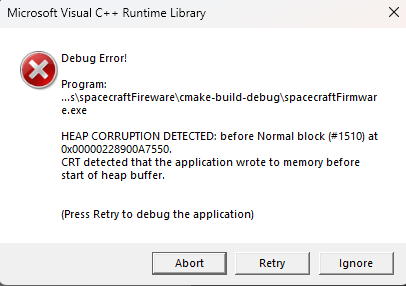 Microsoft Visual C++ Runtime Library
Debug Error!
Program:
...s\spacecraftFireware\cmake-build-debug\spacecraftFirmwar
e.exe
HEAP CORRUPTION DETECTED: before Normal block (#1510) at
0x00000228900A7550.
CRT detected that the application wrote to memory before
start of heap buffer.
(Press Retry to debug the application)
Abort
Retry
Ignore